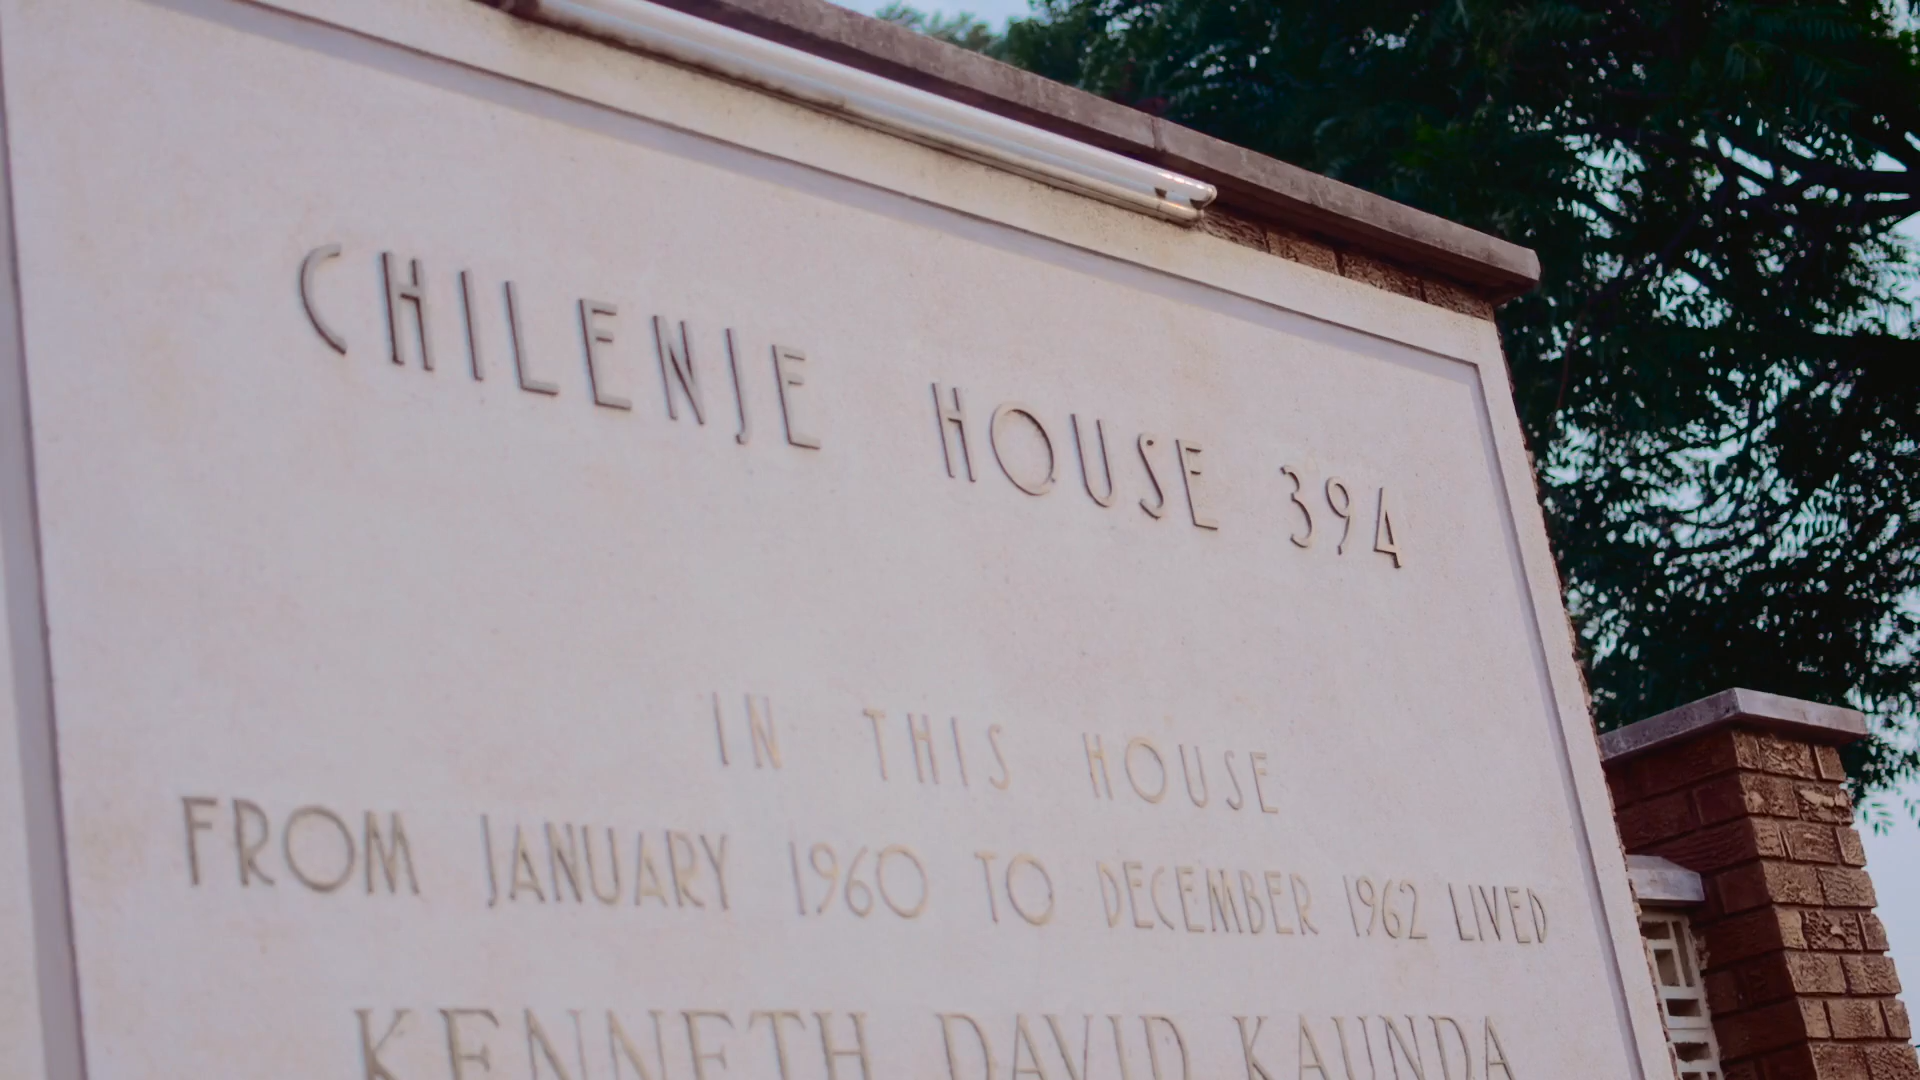 CHILENJE HOUSE 394
IN THIS HOUSE
FROM JANUARY 1960 TO DECEMBER 1962 LIVED
KENNETH DAVID KAUNDA